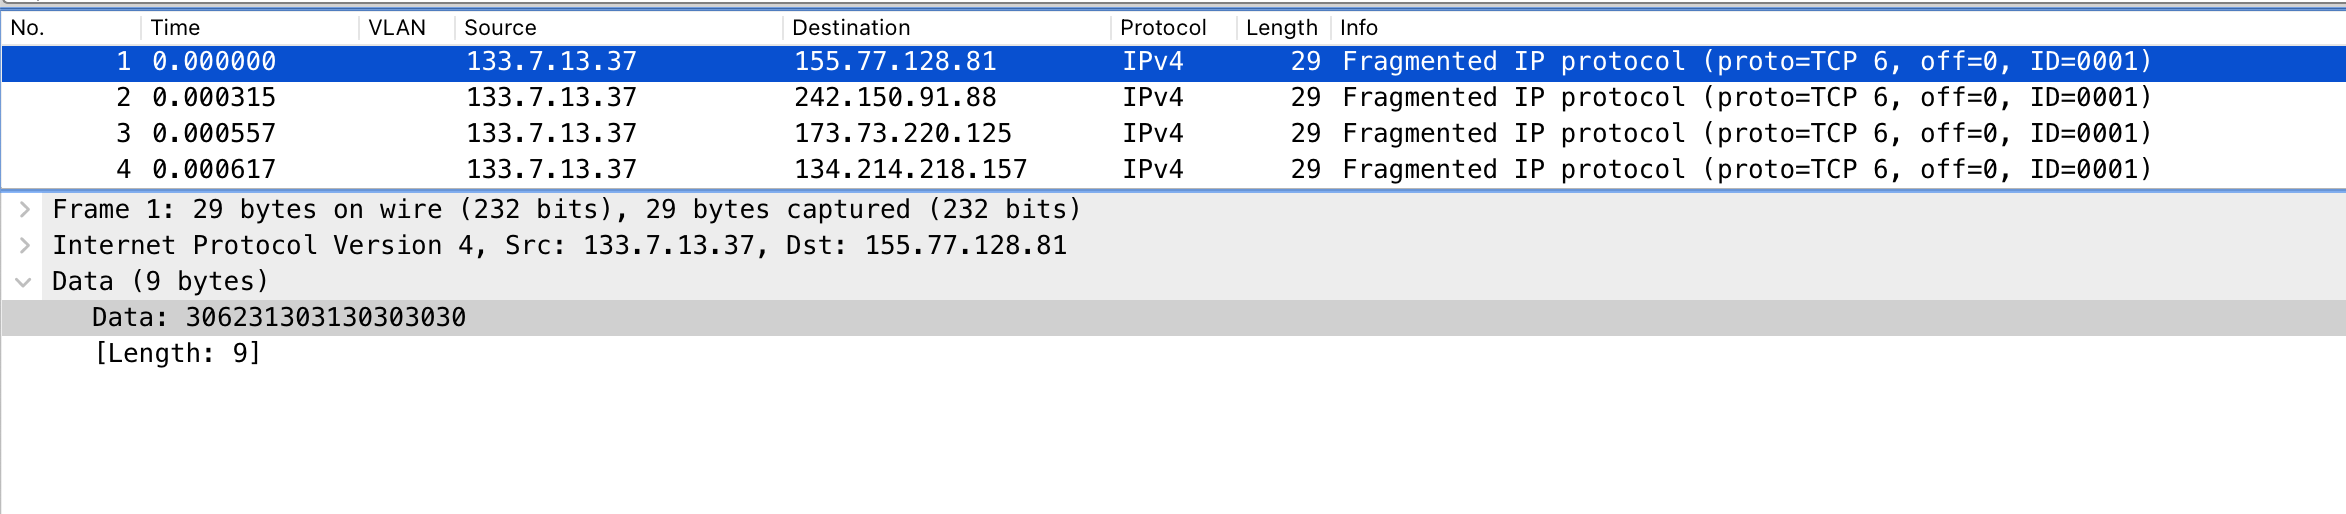 No. Time VLAN Source Destination Protocol Length Info
1 0.000000 133.7.13.37 155.77.128.81 IPv4 29 Fragmented IP protocol (proto=TCP 6, off=0, ID=0001)
2 0.000315 133.7.13.37 242.150.91.88 IPv4 29 Fragmented IP protocol (proto=TCP 6, off=0, ID=0001)
3 0.000557 133.7.13.37 173.73.220.125 IPv4 29 Fragmented IP protocol (proto=TCP 6, off=0, ID=0001)
4 0.000617 133.7.13.37 134.214.218.157 IPv4 29 Fragmented IP protocol (proto=TCP 6, off=0, ID=0001)
Frame 1: 29 bytes on wire (232 bits), 29 bytes captured (232 bits)
Internet Protocol Version 4, Src: 133.7.13.37, Dst: 155.77.128.81
Data (9 bytes)
Data: 306231303130303030
[Length: 9]